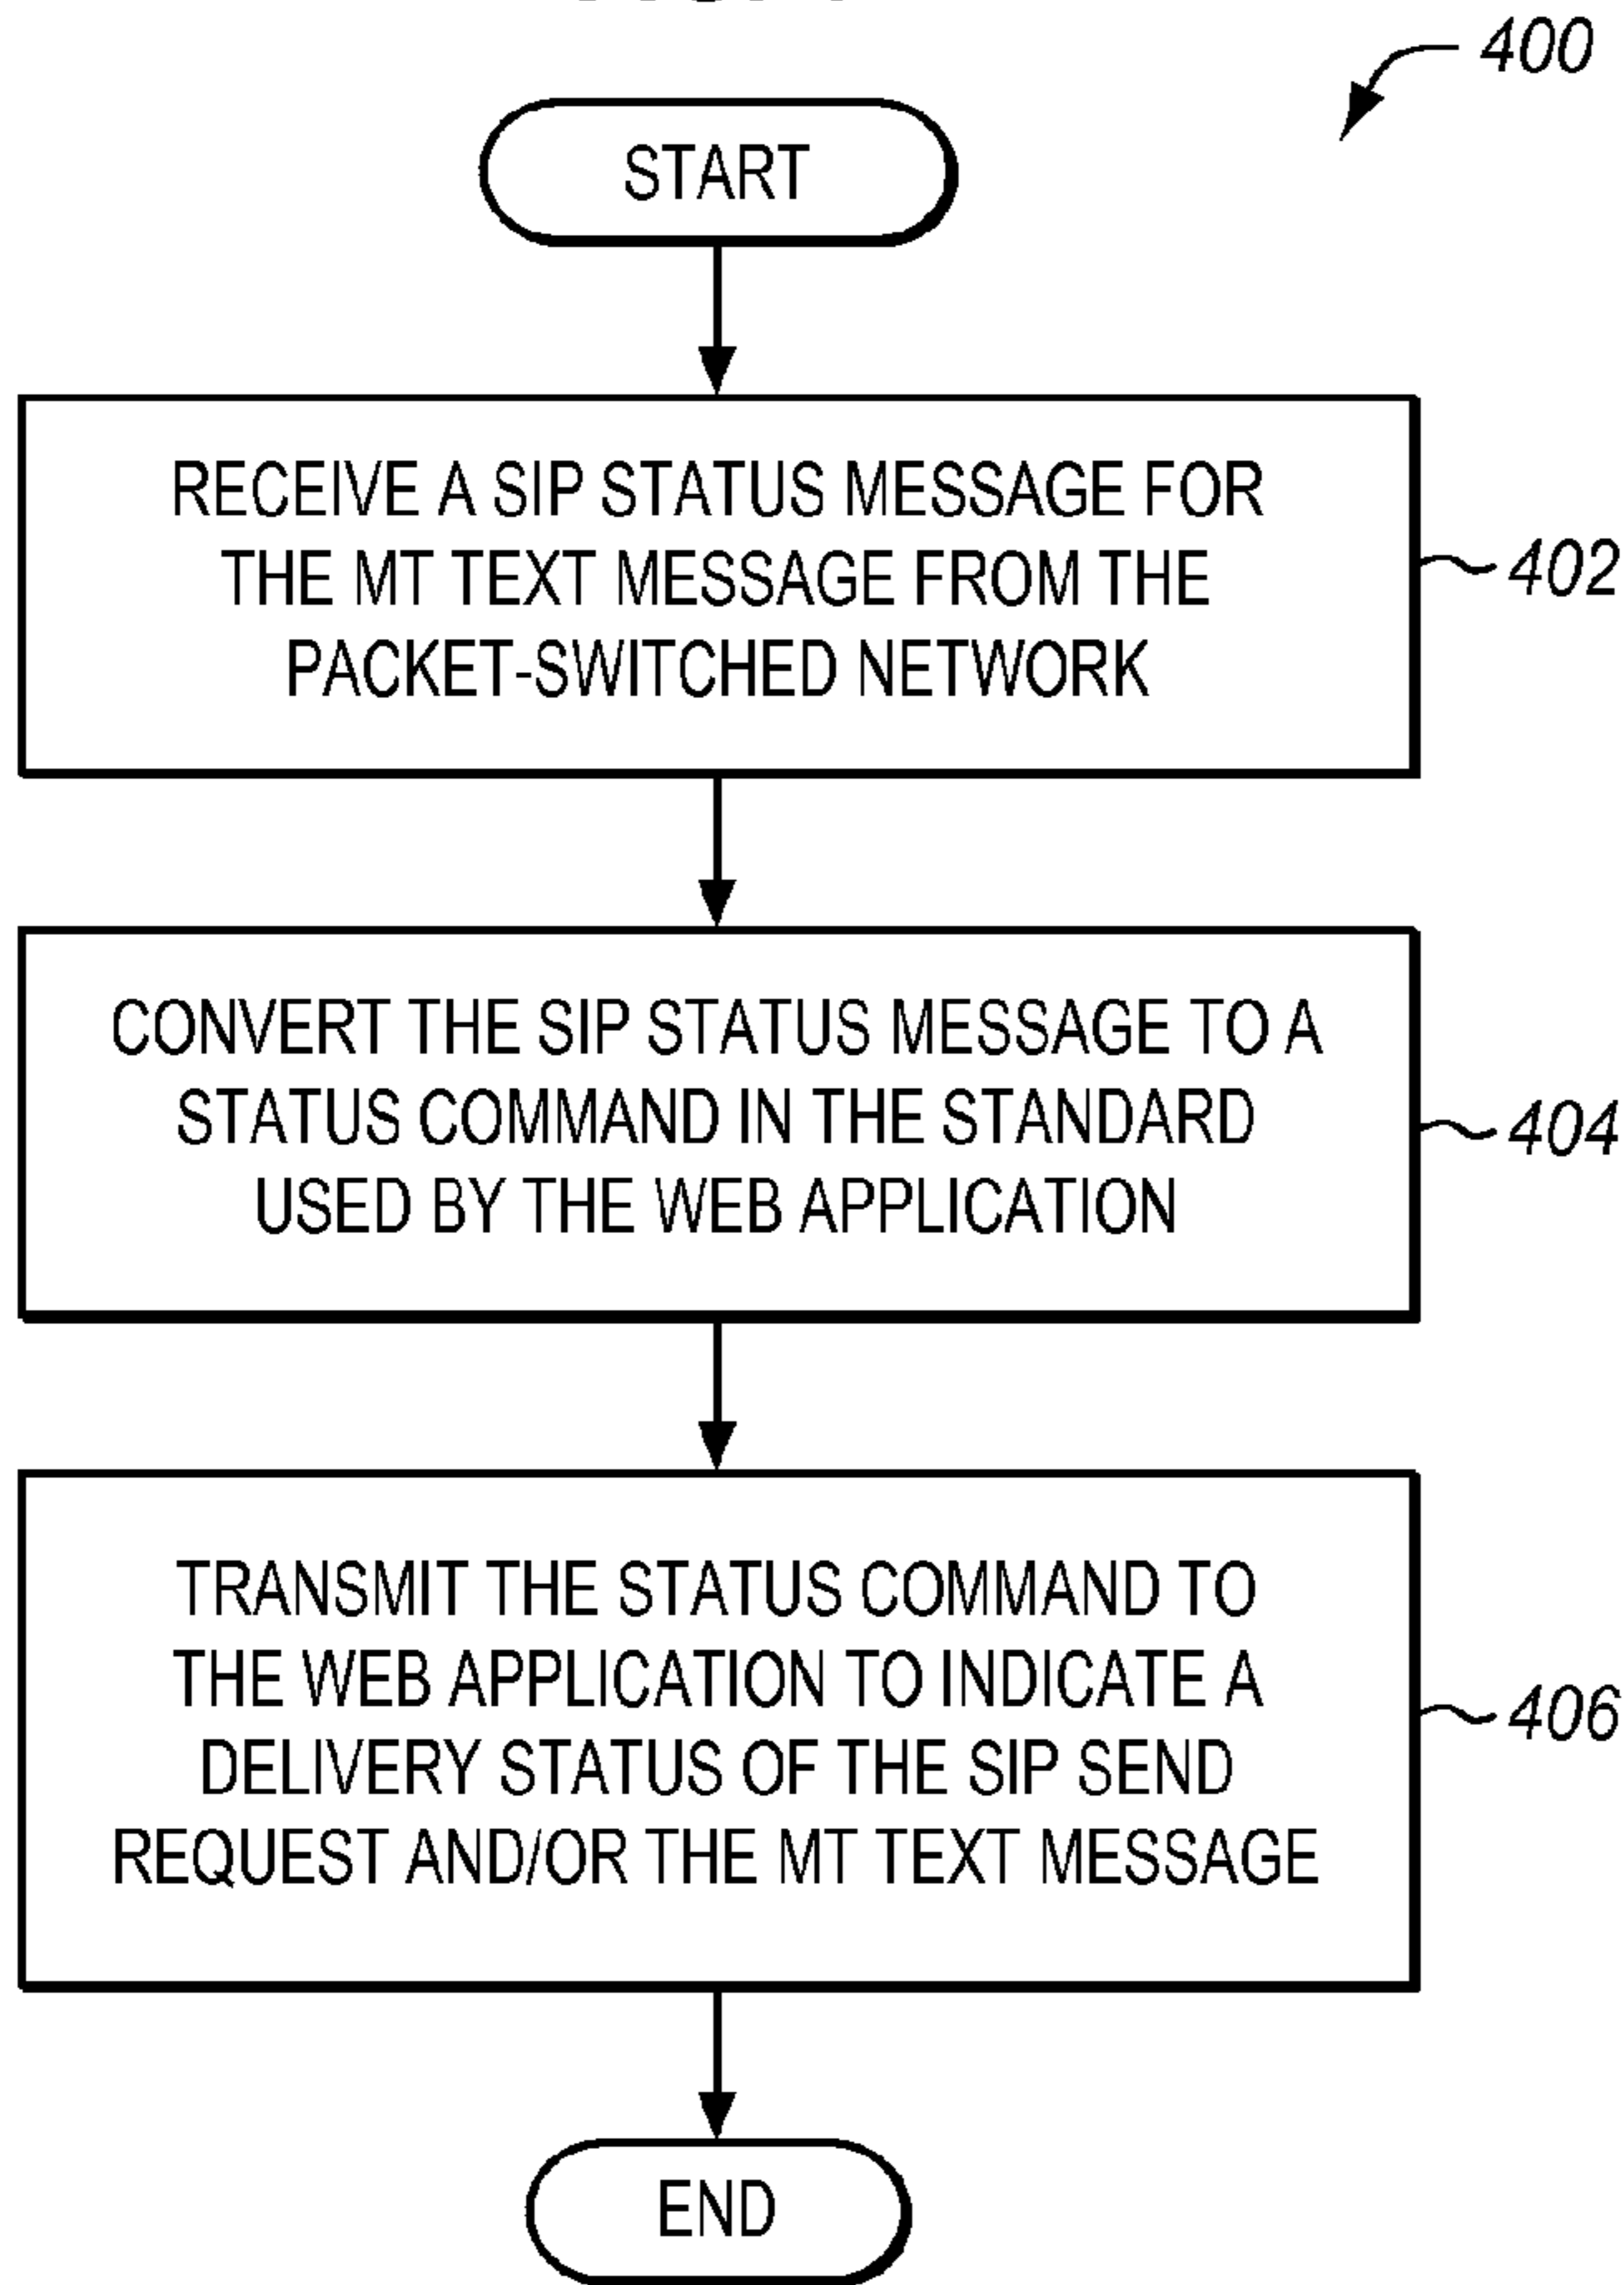 400
START
RECEIVE A SIP STATUS MESSAGE FOR
THE MT TEXT MESSAGE FROM THE
PACKET-SWITCHED NETWORK
402
CONVERT THE SIP STATUS MESSAGE TO A
STATUS COMMAND IN THE STANDARD
USED BY THE WEB APPLICATION
404
TRANSMIT THE STATUS COMMAND TO
THE WEB APPLICATION TO INDICATE A
DELIVERY STATUS OF THE SIP SEND
REQUEST AND/OR THE MT TEXT MESSAGE
406
END